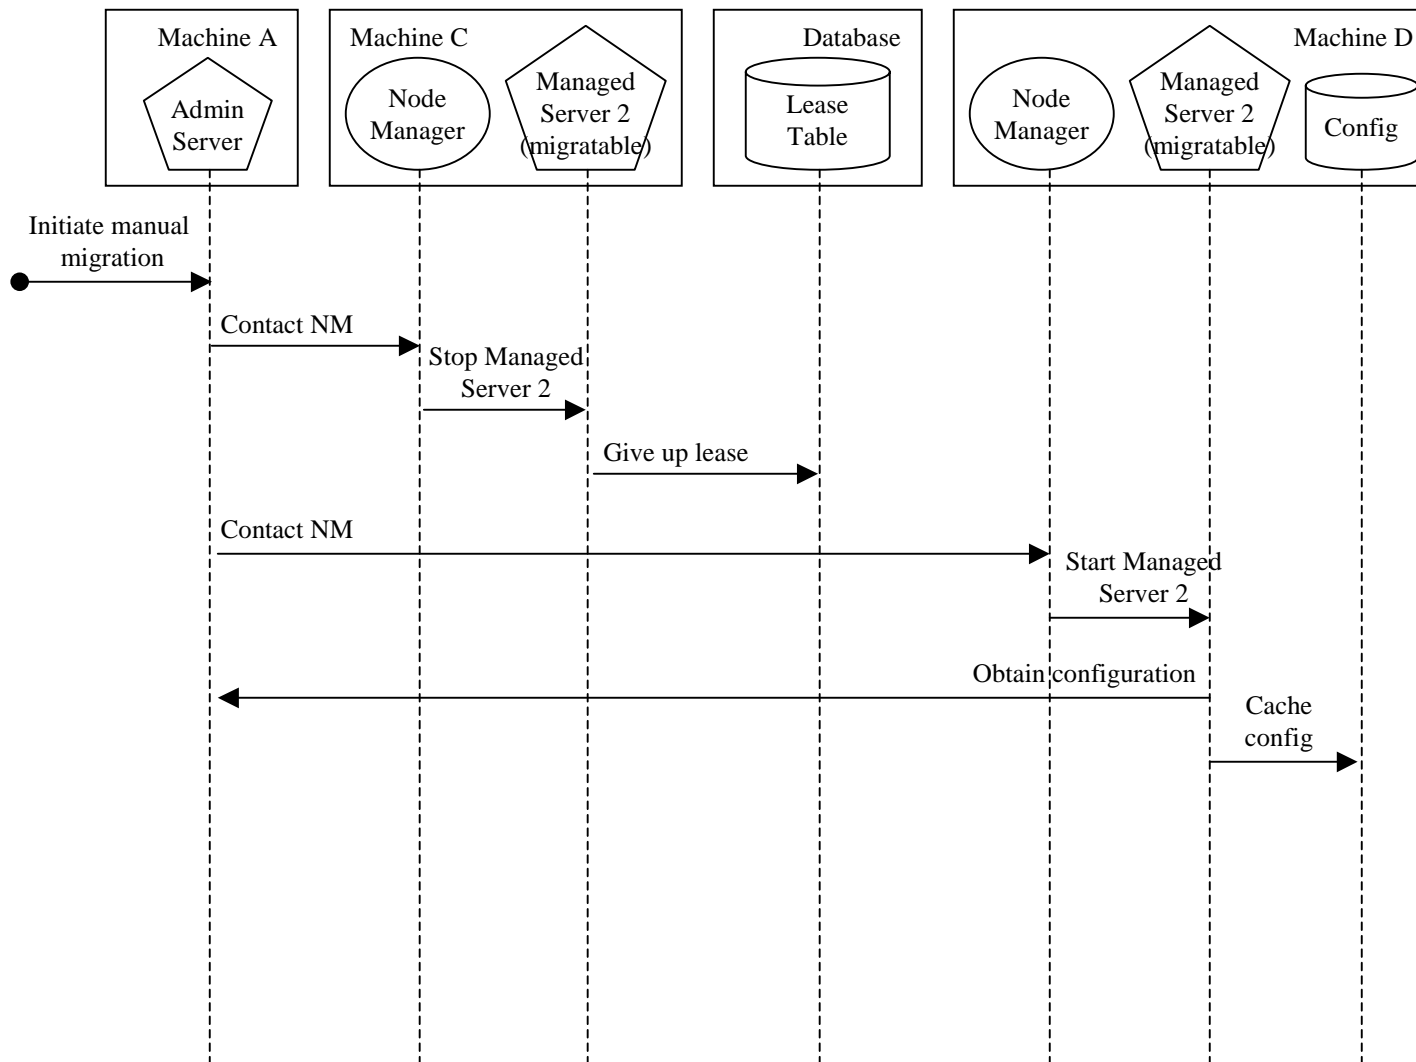 Machine A
Machine C
Database
Machine D
Admin
Server
Node
Manager
Managed
Server 2
(migratable)
Lease
Table
Node
Manager
Managed
Server 2
(migratable)
Config
Initiate manual
migration
Contact NM
Stop Managed
Server 2
Give up lease
Contact NM
Start Managed
Server 2
Obtain configuration
Cache
config